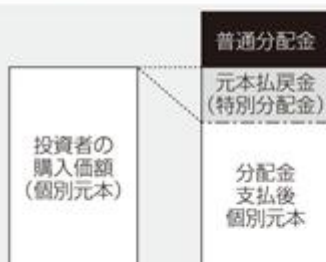 普通分配金
元本払戻金
(特別分配金)
投資者の
購入価額
(個別元本)
分配金
支払後
個別元本